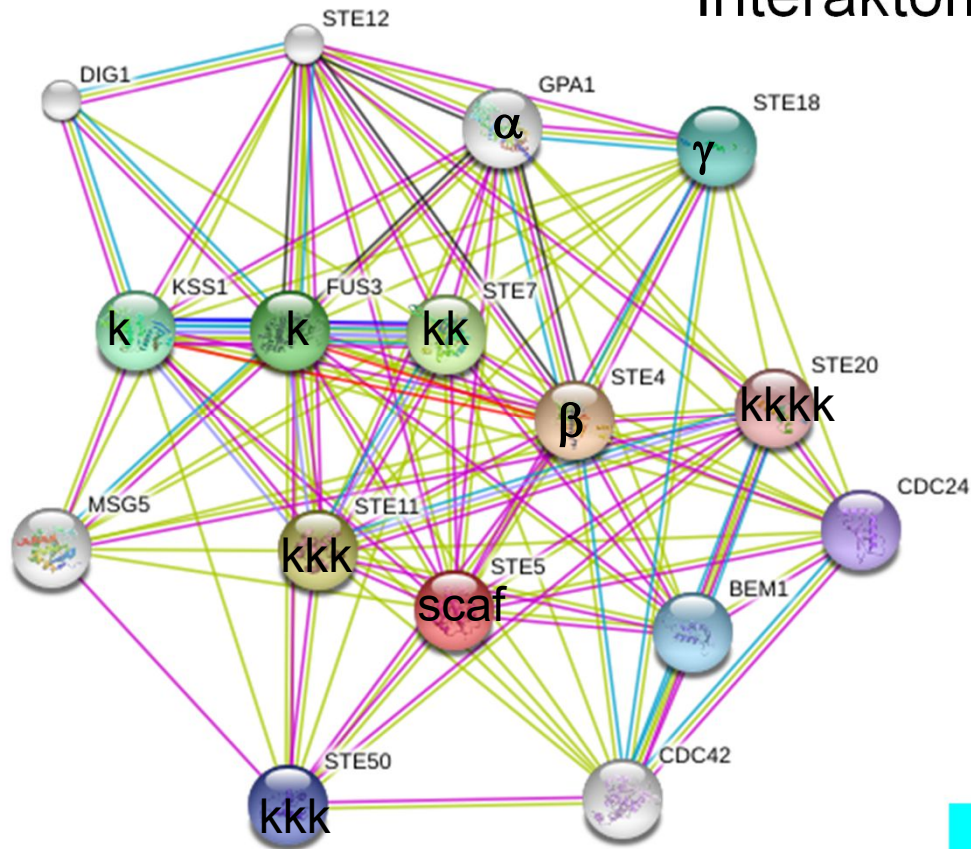 STE12
DIG1
GPA1
STE18
α
γ
KSS1
FUS3
STE7
k
k
kk
STE4
STE20
β
kkkk
MSG5
STE11
CDC24
kkk
STE5
scaf
BEM1
STE50
CDC42
kkk